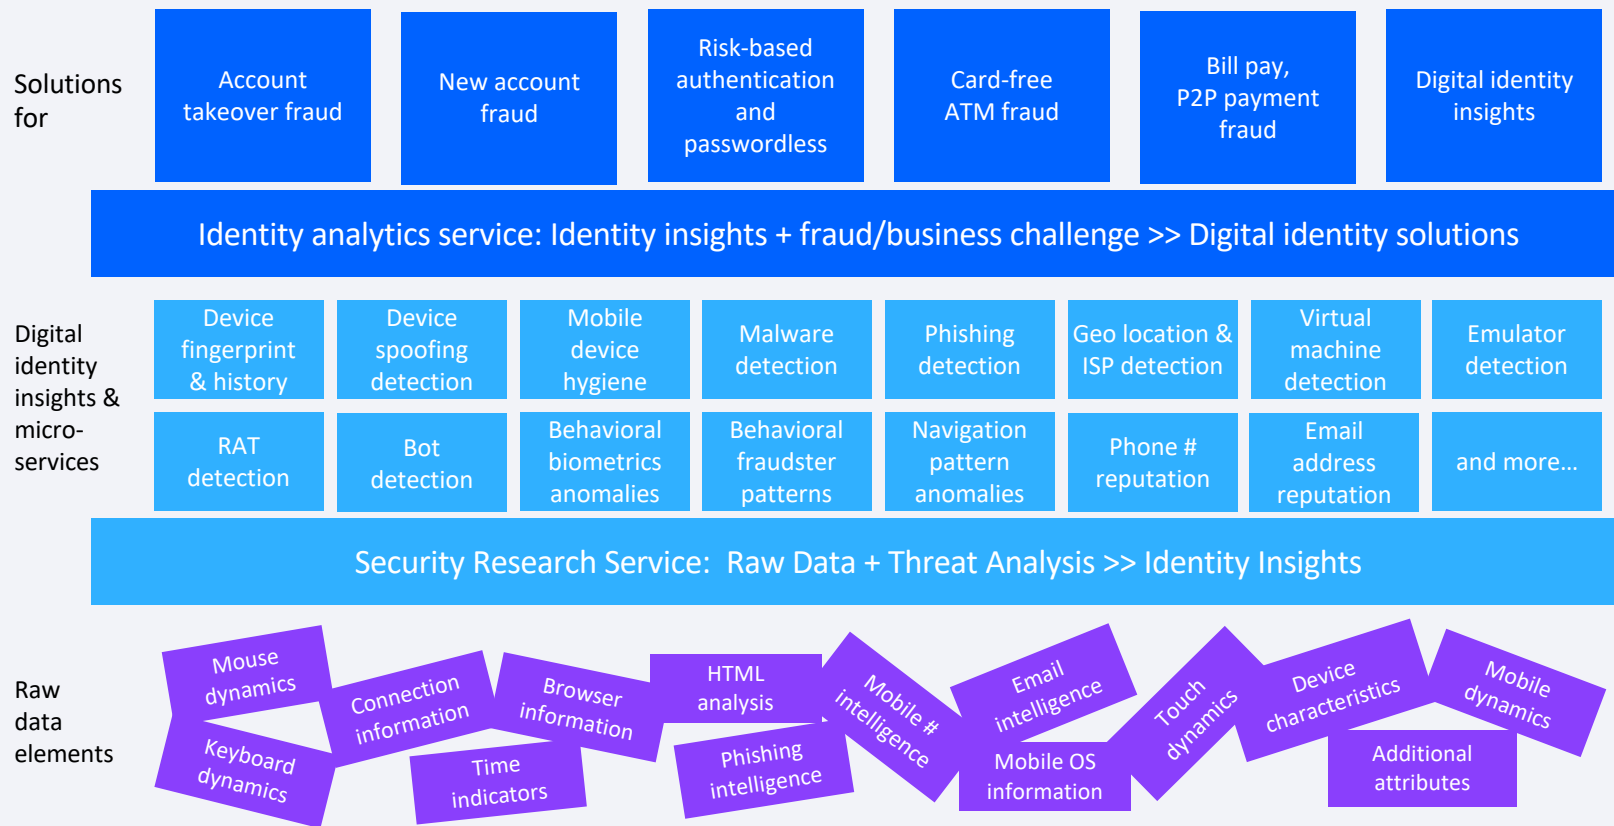 Solutions
for
Account
takeover fraud
New account
fraud
Risk-based
authentication
and
passwordless
Card-free
ATM fraud
Bill pay,
P2P payment
fraud
Digital identity
insights
Identity analytics service: Identity insights + fraud/business challenge >> Digital identity solutions
Digital
identity
insights &
micro-
services
Device
fingerprint
& history
Device
spoofing
detection
Mobile
device
hygiene
Malware
detection
Phishing
detection
Geo location &
ISP detection
Virtual
machine
detection
Emulator
detection
RAT
detection
Bot
detection
Behavioral
biometrics
anomalies
Behavioral
fraudster
patterns
Navigation
pattern
anomalies
Phone #
reputation
Email
address
reputation
and more...
Security Research Service:  Raw Data + Threat Analysis >> Identity Insights
Raw
data
elements
Mouse
dynamics
Keyboard
dynamics
Connection
information
Time
indicators
Browser
information
HTML
analysis
Phishing
intelligence
Mobile #
intelligence
Email
intelligence
Mobile OS
information
Touch
dynamics
Device
characteristics
Additional
attributes
Mobile
dynamics